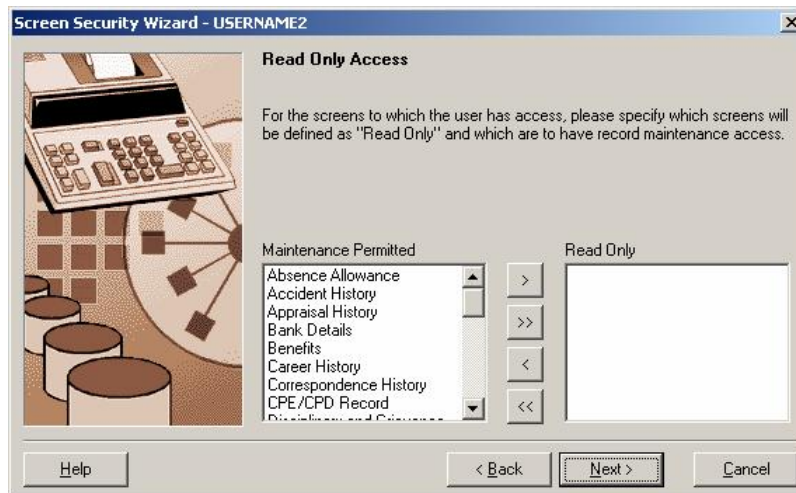 Screen Security Wizard - USERNAME2
Read Only Access
For the screens to which the user has access, please specify which screens will
be defined as "Read Only" and which are to have record maintenance access.
Maintenance Permitted
Read Only
Absence Allowance
Accident History
Appraisal History
Bank Details
Benefits
Career History
Correspondence History
CPE/CPD Record
>
>>
<
<<
Help
< Back
Next >
Cancel